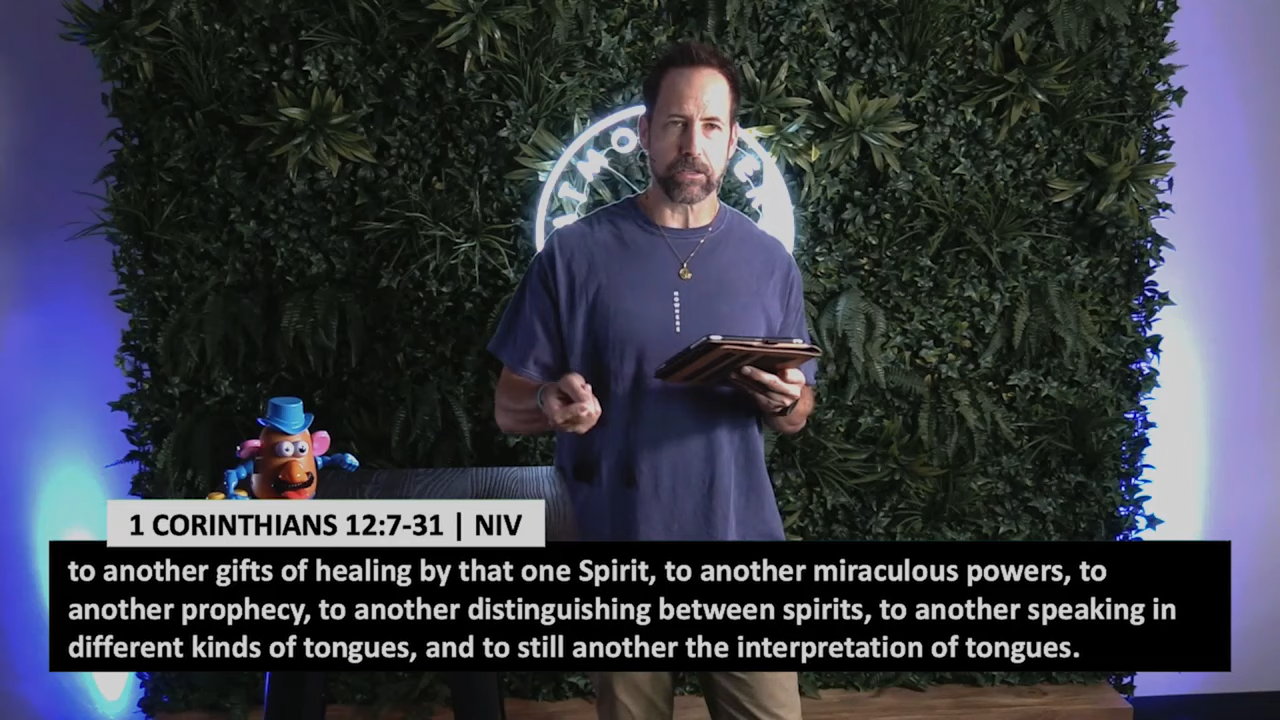 1 CORINTHIANS 12:7-31 | NIV
to another gifts of healing by that one Spirit, to another miraculous powers, to
another prophecy, to another distinguishing between spirits, to another speaking in
different kinds of tongues, and to still another the interpretation of tongues.